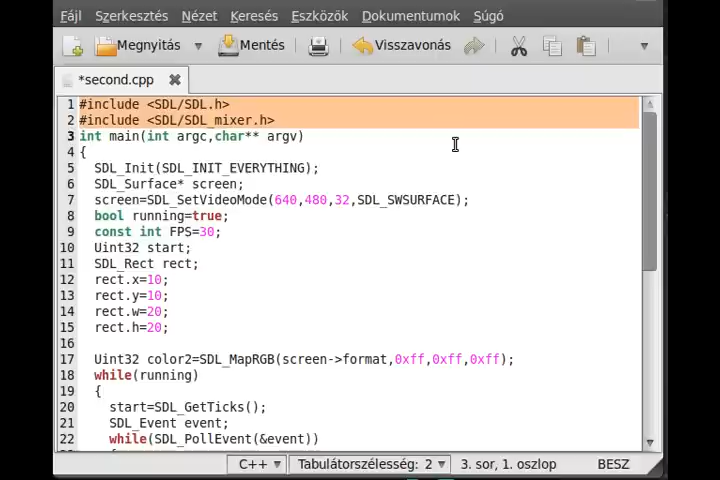 Fájl Szerkesztés Nézet Keresés Eszközök Dokumentumok Súgó
Megnyitás Mentés Visszavonás
*second.cpp
1 #include <SDL/SDL.h>
2 #include <SDL/SDL_mixer.h>
3 int main(int argc,char** argv)
4 {
5 SDL_Init(SDL_INIT_EVERYTHING);
6 SDL_Surface* screen;
7 screen=SDL_SetVideoMode(640,480,32,SDL_SWSURFACE);
8 bool running=true;
9 const int FPS=30;
10 Uint32 start;
11 SDL_Rect rect;
12 rect.x=10;
13 rect.y=10;
14 rect.w=20;
15 rect.h=20;
16
17 Uint32 color2=SDL_MapRGB(screen->format,0xff,0xff,0xff);
18 while(running)
19 {
20 start=SDL_GetTicks();
21 SDL_Event event;
22 while(SDL_PollEvent(&event))
C++ Tabulátorszélesség: 2 3. sor, 1. oszlop BESZ